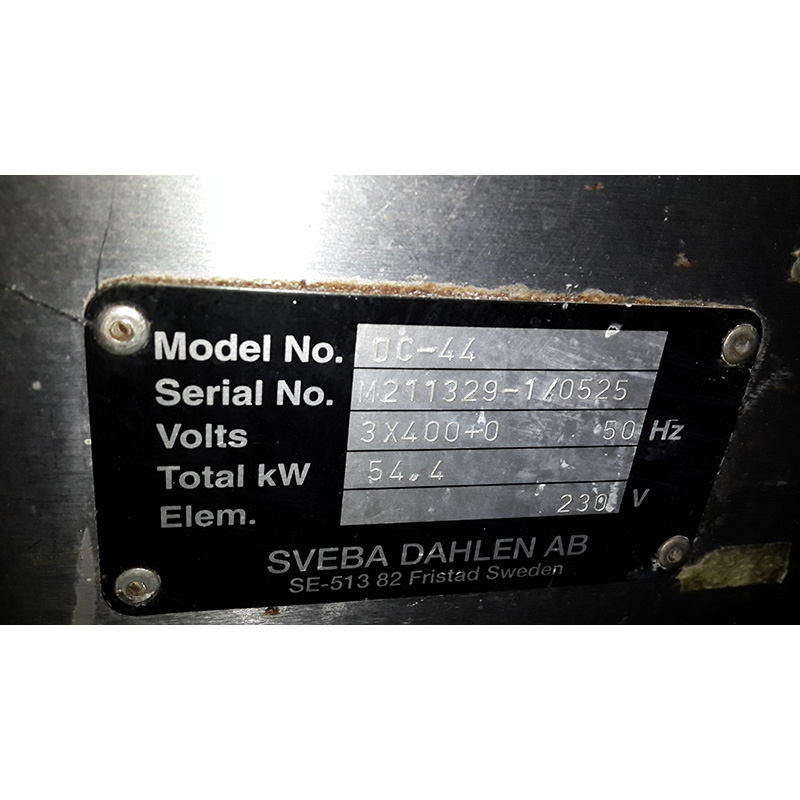 Model No. DC-44
Serial No. M211329-1/0525
Volts 3X400+0 50 Hz
Total kW 54.4
Elem. 230 V
SVEBA DAHLEN AB
SE-513 82 Fristad Sweden